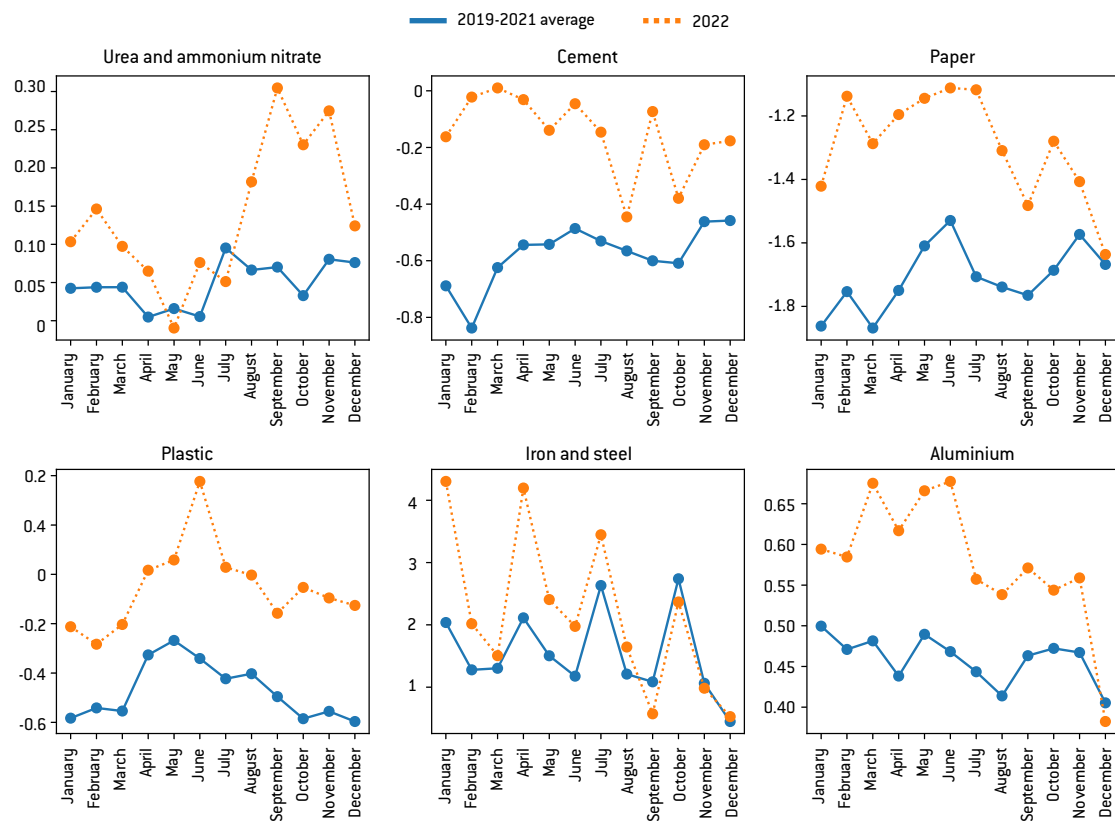 2019-2021 average 2022
Urea and ammonium nitrate
0.30
0.25
0.20
0.15
0.10
0.05
0
January
February
March
April
May
June
July
August
September
October
November
December
Cement
0
-0.2
-0.4
-0.6
-0.8
January
February
March
April
May
June
July
August
September
October
November
December
Paper
-1.2
-1.4
-1.6
-1.8
January
February
March
April
May
June
July
August
September
October
November
December
Plastic
0.2
0.4
0
-0.2
-0.4
-0.6
January
February
March
April
May
June
July
August
September
October
November
December
Iron and steel
4
3
2
1
January
February
March
April
May
June
July
August
September
October
November
December
Aluminium
0.65
0.60
0.55
0.50
0.45
0.40
January
February
March
April
May
June
July
August
September
October
November
December